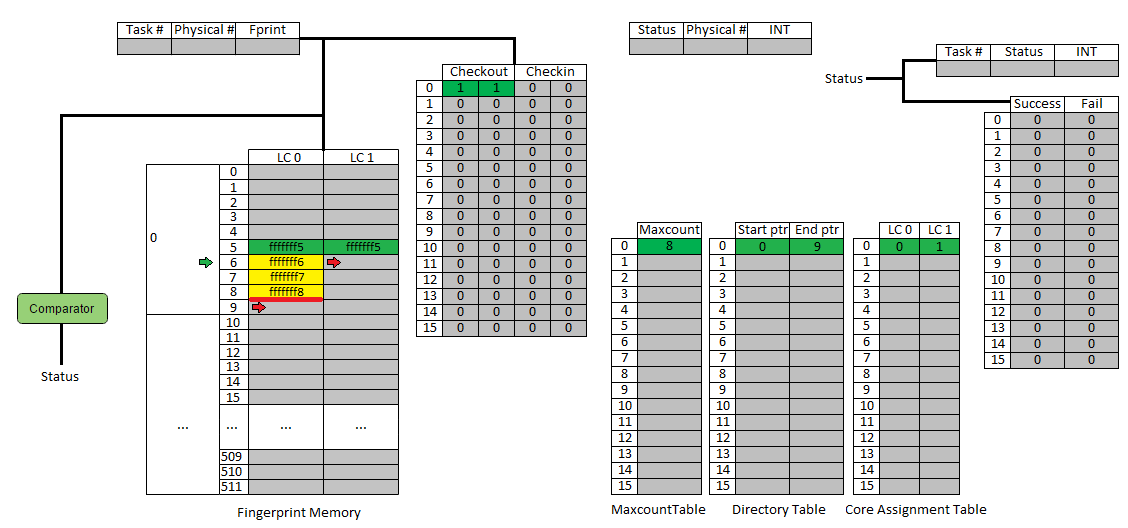 Task # Physical # Fprint
Status Physical # INT
Task # Status INT
Status
Checkout Checkin
0 1 1 0 0
1 0 0 0 0
2 0 0 0 0
3 0 0 0 0
4 0 0 0 0
5 0 0 0 0
6 0 0 0 0
7 0 0 0 0
8 0 0 0 0
9 0 0 0 0
10 0 0 0 0
11 0 0 0 0
12 0 0 0 0
13 0 0 0 0
14 0 0 0 0
15 0 0 0 0
Success Fail
0 0 0
1 0 0
2 0 0
3 0 0
4 0 0
5 0 0
6 0 0
7 0 0
8 0 0
9 0 0
10 0 0
11 0 0
12 0 0
13 0 0
14 0 0
15 0 0
LC 0 LC 1
0
0
1
2
3
4
5 fffffff5 fffffff5
6 fffffff6
7 fffffff7
8 fffffff8
9
10
11
12
13
14
15
... ... ... ...
509
510
511
Fingerprint Memory
Comparator
Status
Maxcount
0 8
1
2
3
4
5
6
7
8
9
10
11
12
13
14
15
MaxcountTable
Start ptr End ptr
0 0 9
1
2
3
4
5
6
7
8
9
10
11
12
13
14
15
Directory Table
LC 0 LC 1
0 0 1
1
2
3
4
5
6
7
8
9
10
11
12
13
14
15
Core Assignment Table